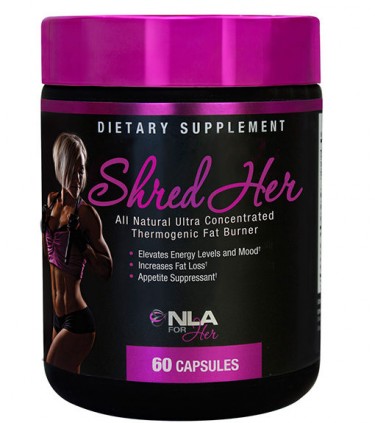 DIETARY SUPPLEMENT
Shred Her
All Natural Ultra Concentrated
Thermogenic Fat Burner
• Elevates Energy Levels and Mood†
• Increases Fat Loss†
• Appetite Suppressant†
NLA
FOR Her
60 CAPSULES